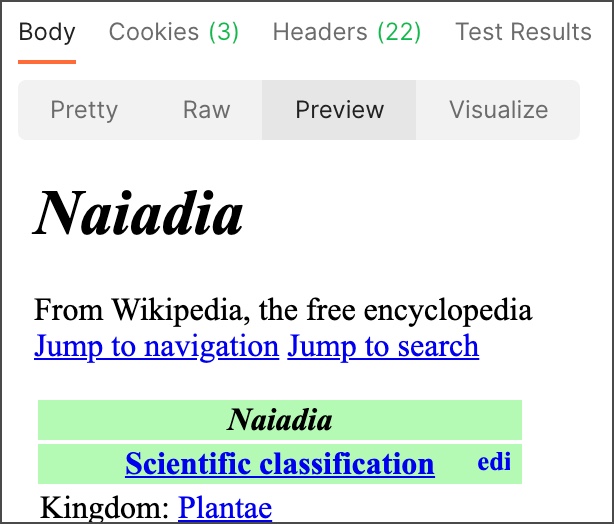 Body Cookies (3) Headers (22) Test Results
Pretty Raw Preview Visualize
Naiadia
From Wikipedia, the free encyclopedia
Jump to navigation Jump to search
Naiadia
Scientific classification edi
Kingdom: Plantae